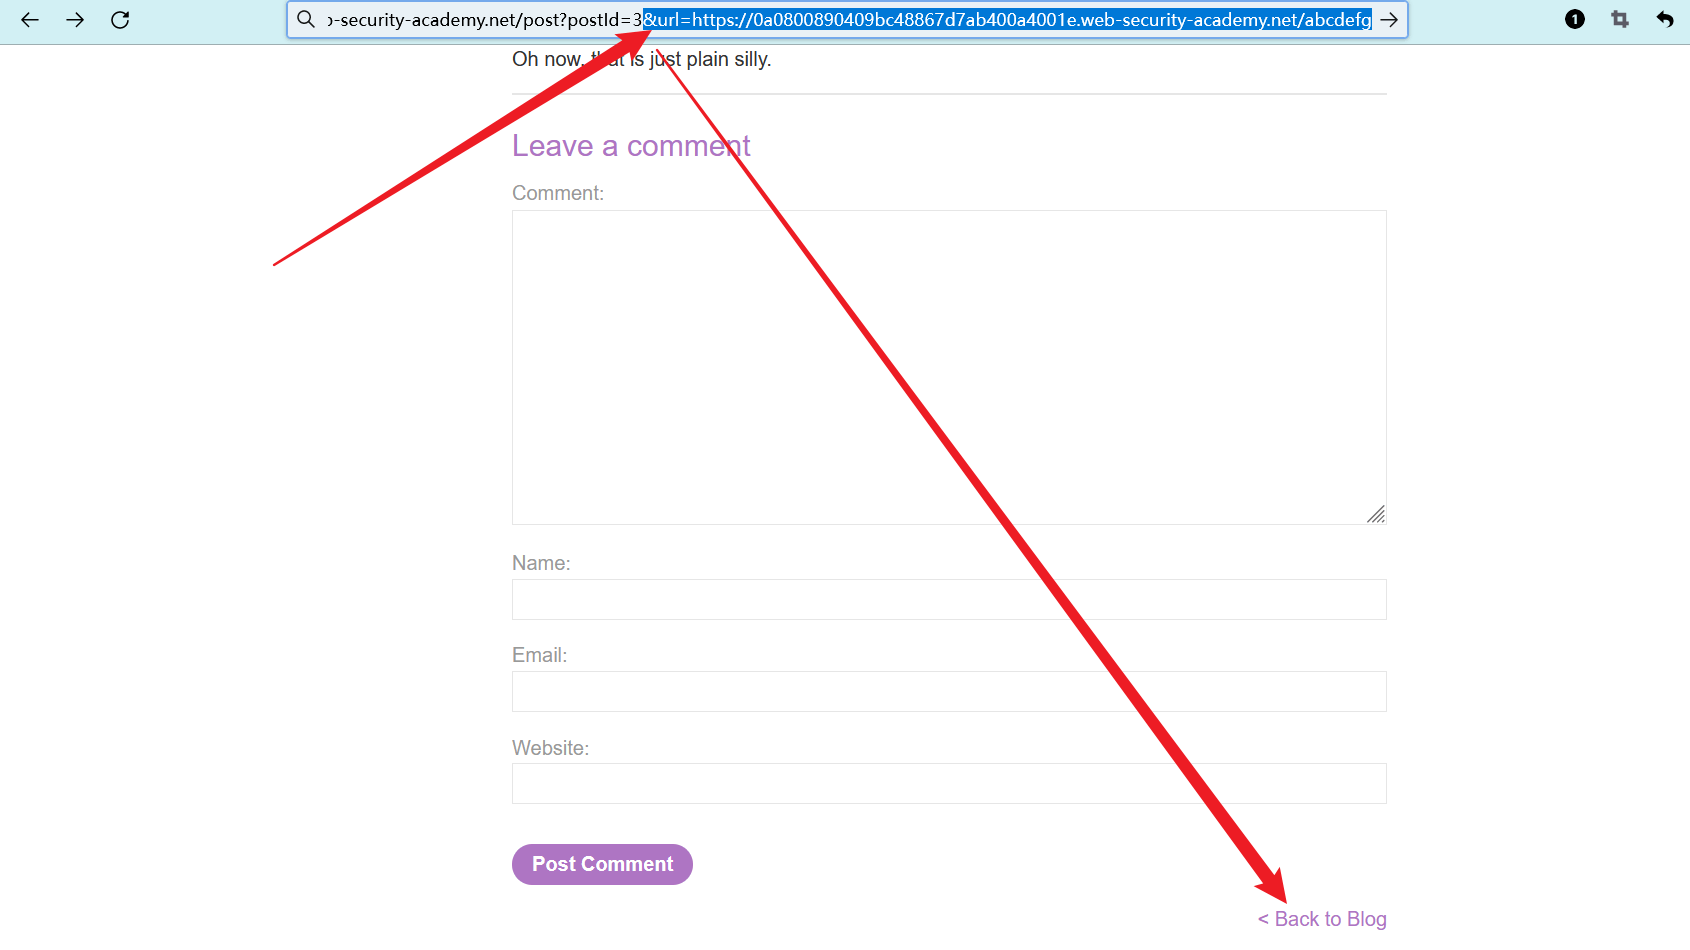 -security-academy.net/post?postId=3&url=https://0a0800890409bc48867d7ab400a4001e.web-security-academy.net/abcdefg
1
Oh now, that is just plain silly.
Leave a comment
Comment:
Name:
Email:
Website:
Post Comment
< Back to Blog